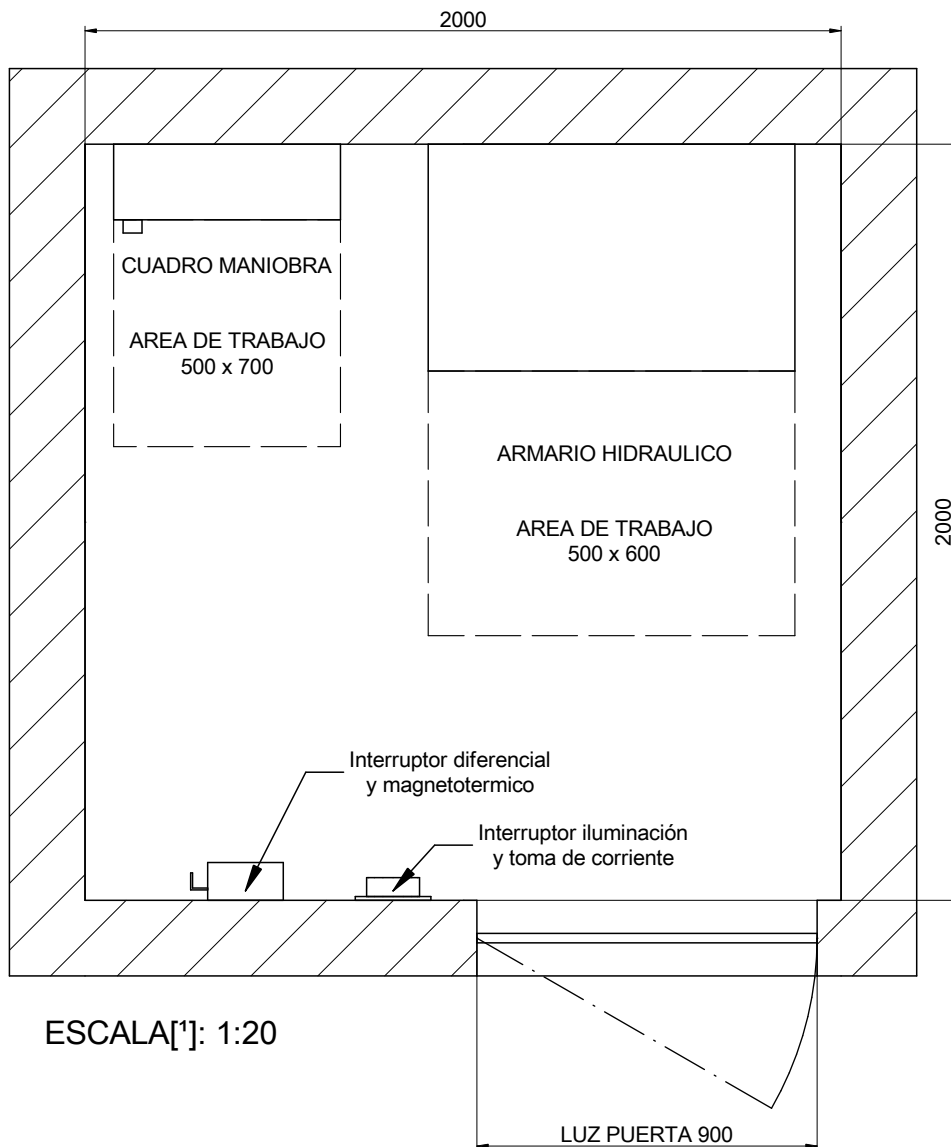 2000
CUADRO MANIOBRA
AREA DE TRABAJO
500 x 700
ARMARIO HIDRAULICO
AREA DE TRABAJO
500 x 600
2000
Interruptor diferencial
y magnetotermico
Interruptor iluminación
y toma de corriente
ESCALA[¹]: 1:20
LUZ PUERTA 900